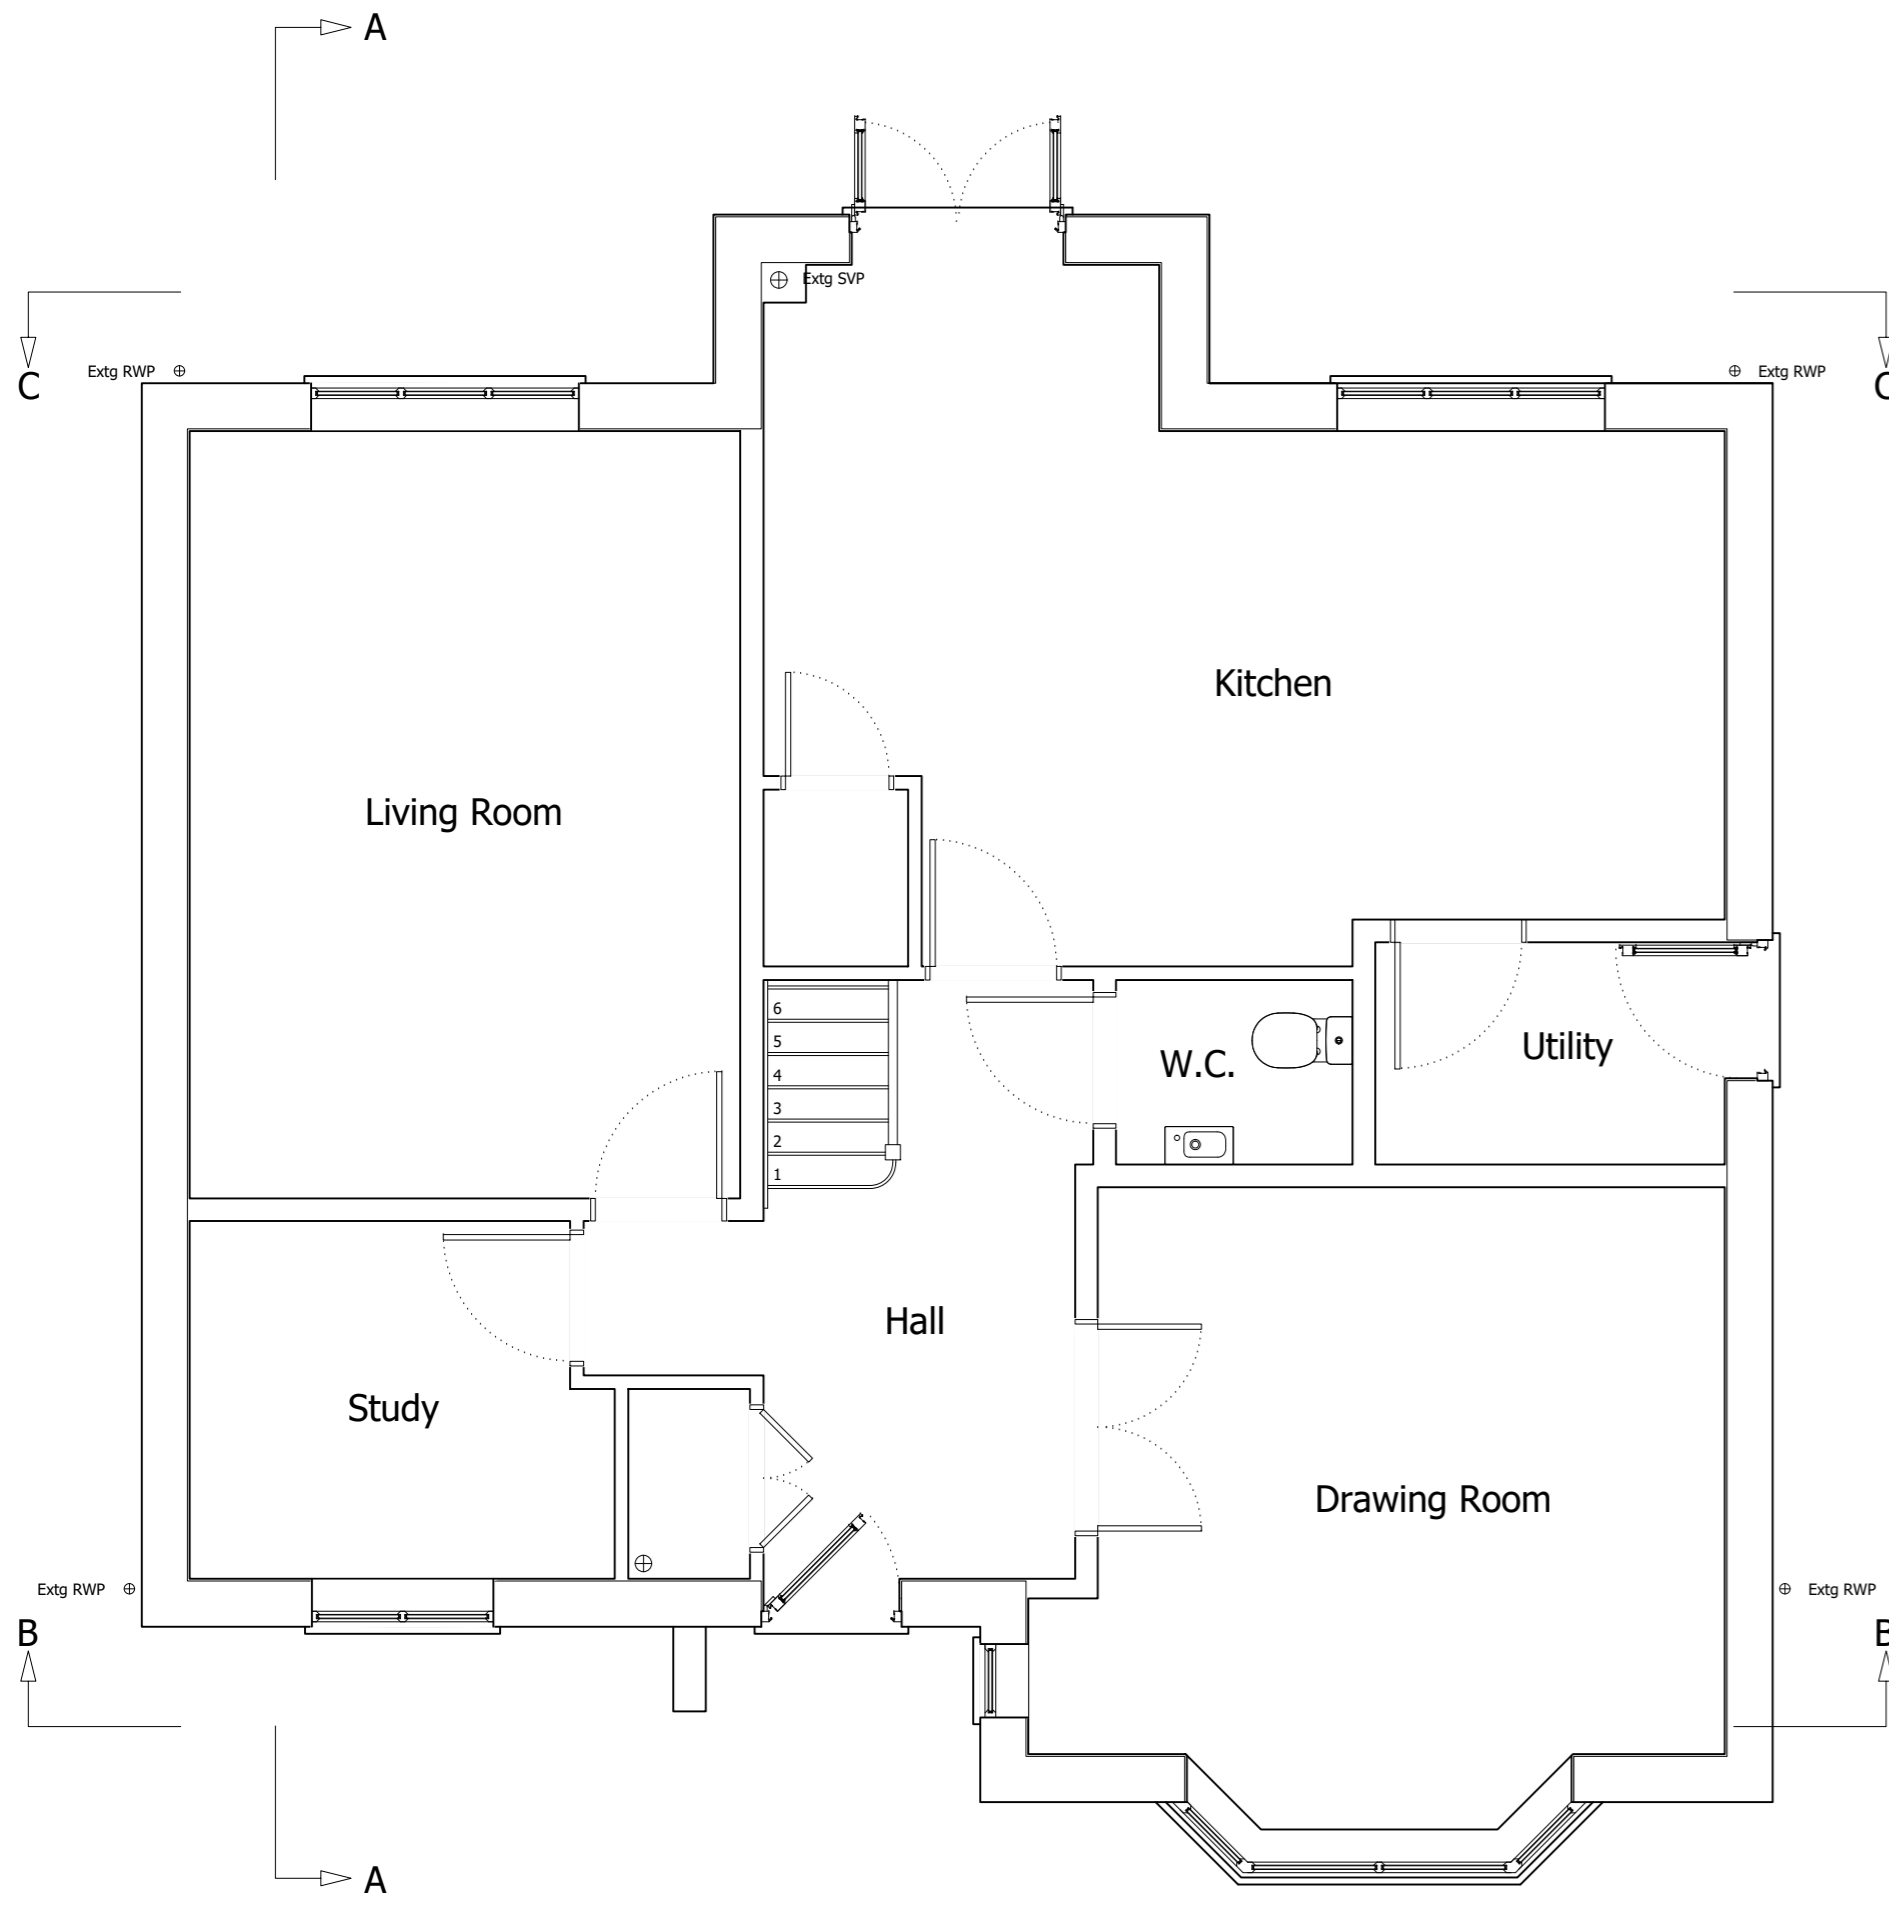 A
Extg SVP
C
Extg RWP
Extg RWP
C
Kitchen
Living Room
6
5
4
3
2
1
W.C.
Utility
Hall
Study
Drawing Room
Extg RWP
Extg RWP
B
B
A